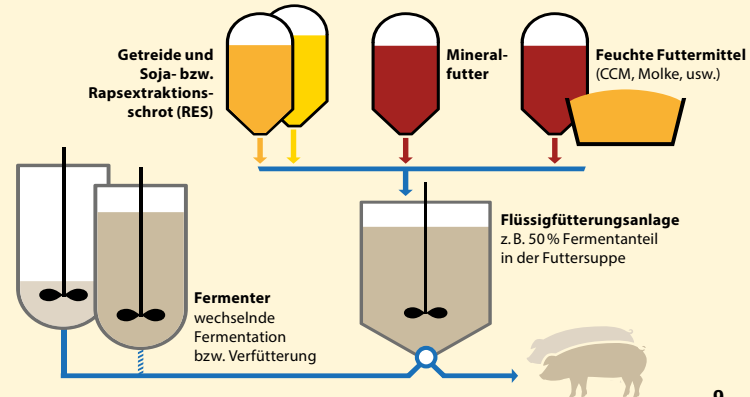 Getreide und
Soja- bzw.
Rapsextraktions-
schrot (RES)
Mineral-
futter
Feuchte Futtermittel
(CCM, Molke, usw.)
Flüssigfütterungsanlage
z. B. 50 % Fermentanteil
in der Futtersuppe
Fermenter
wechselnde
Fermentation
bzw. Verfütterung